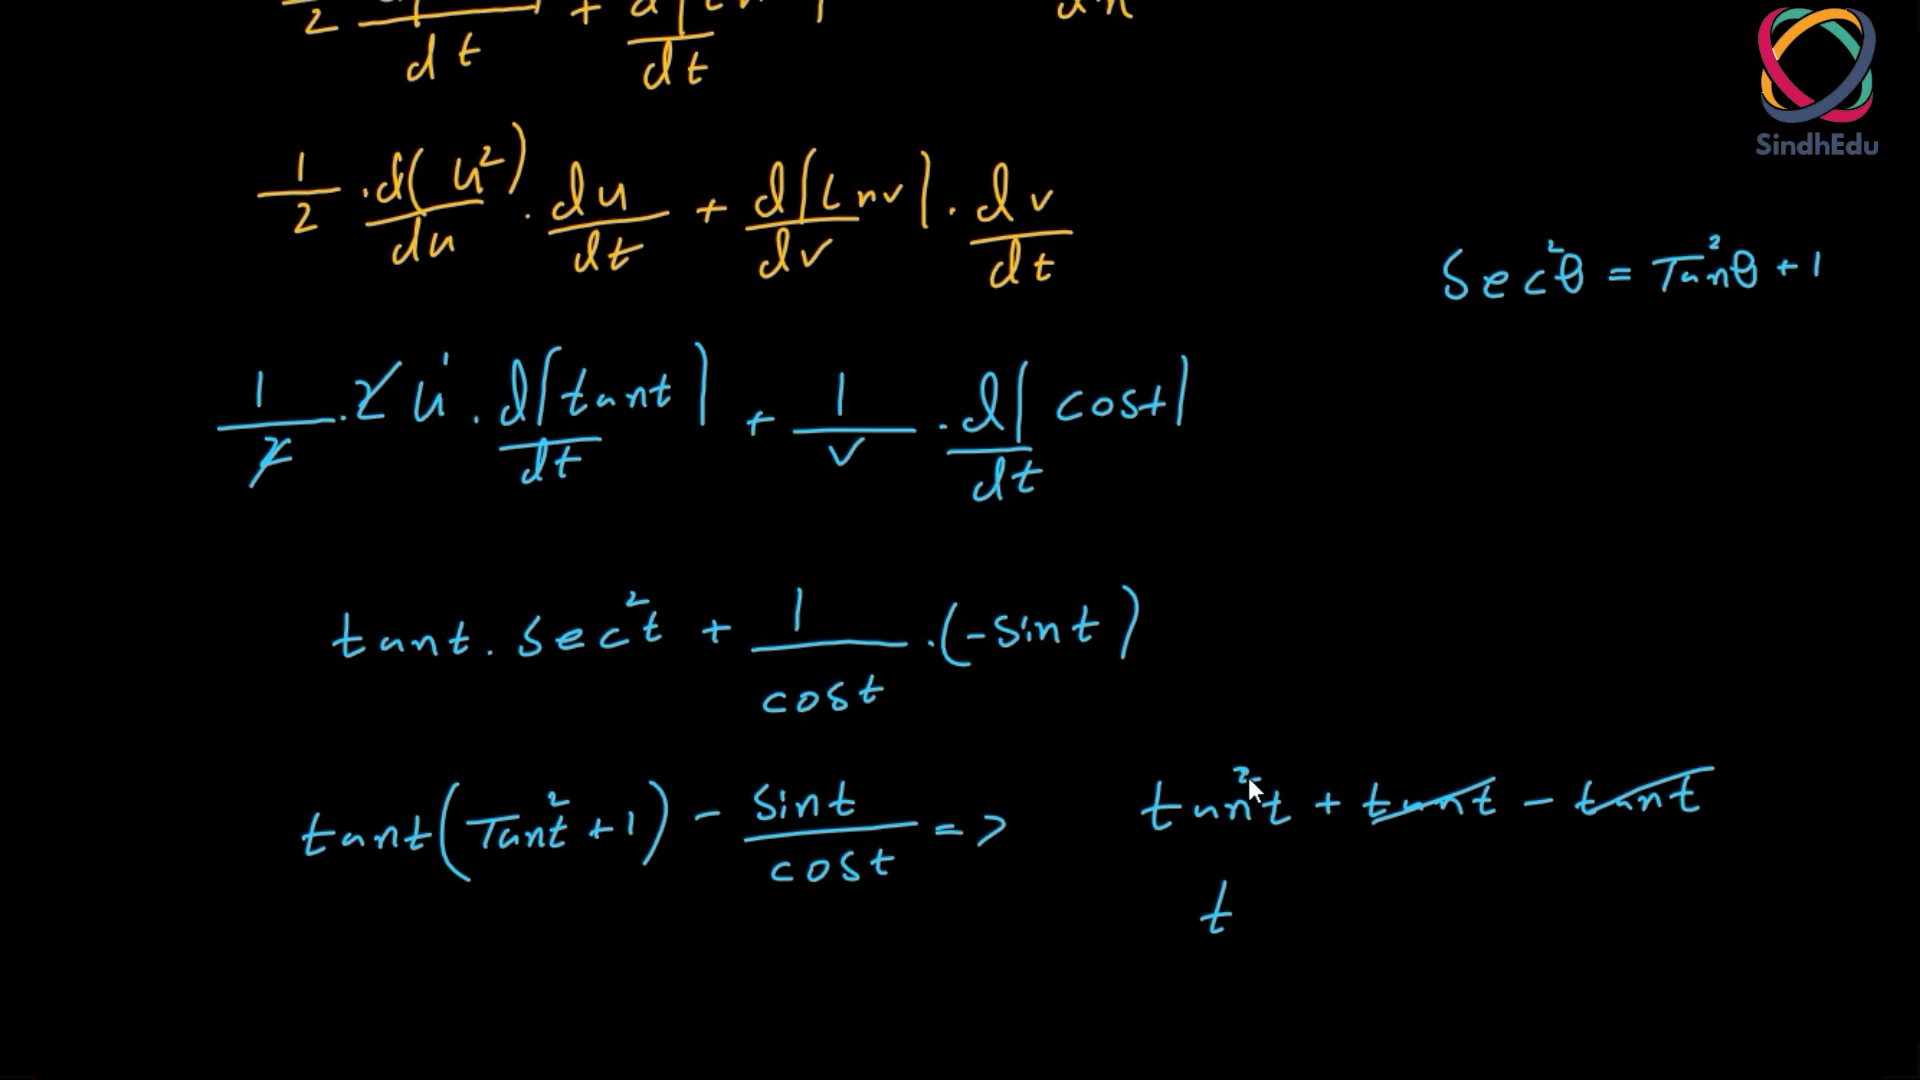 SindhEdu
1/2 · d(u²)/du · du/dt + d(Lnv)/dv · dv/dt
Sec²θ = Tan²θ + 1
1/2 · 2u¹ · d(tant)/dt + 1/v · d(cost)/dt
tant · sec²t + 1/cost · (-sint)
tant(Tan²t + 1) - sint/cost => tan²t + tant - tant
t